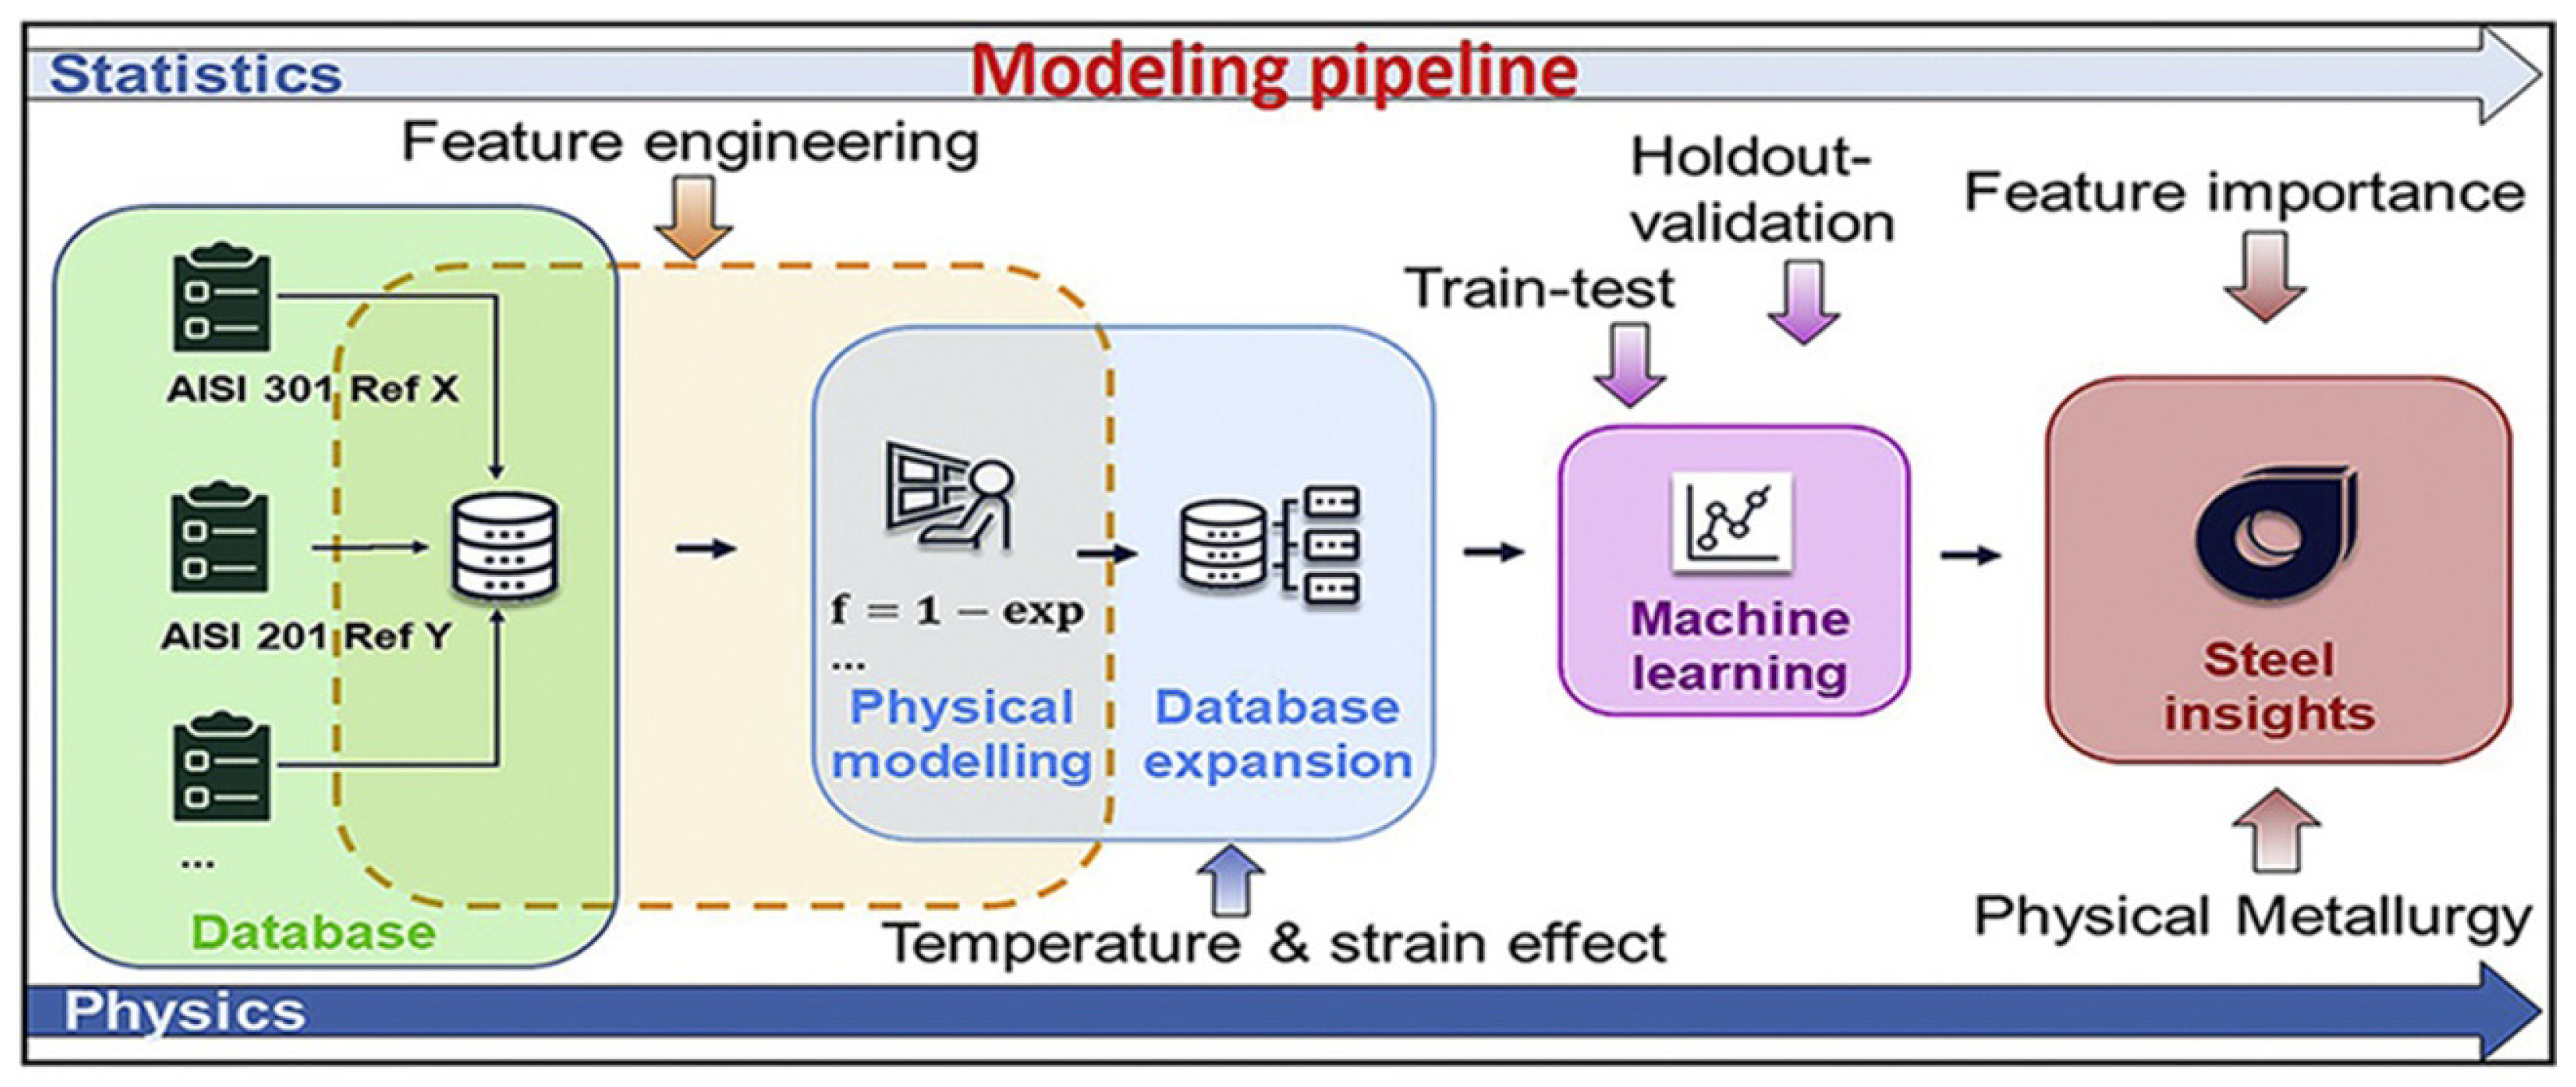 Statistics
Modeling pipeline
Feature engineering
Holdout-
validation
Feature importance
Train-test
AISI 301 Ref X
AISI 201 Ref Y
...
Database
f = 1 − exp
...
Physical
modelling
Database
expansion
Machine
learning
Steel
insights
Temperature & strain effect
Physical Metallurgy
Physics